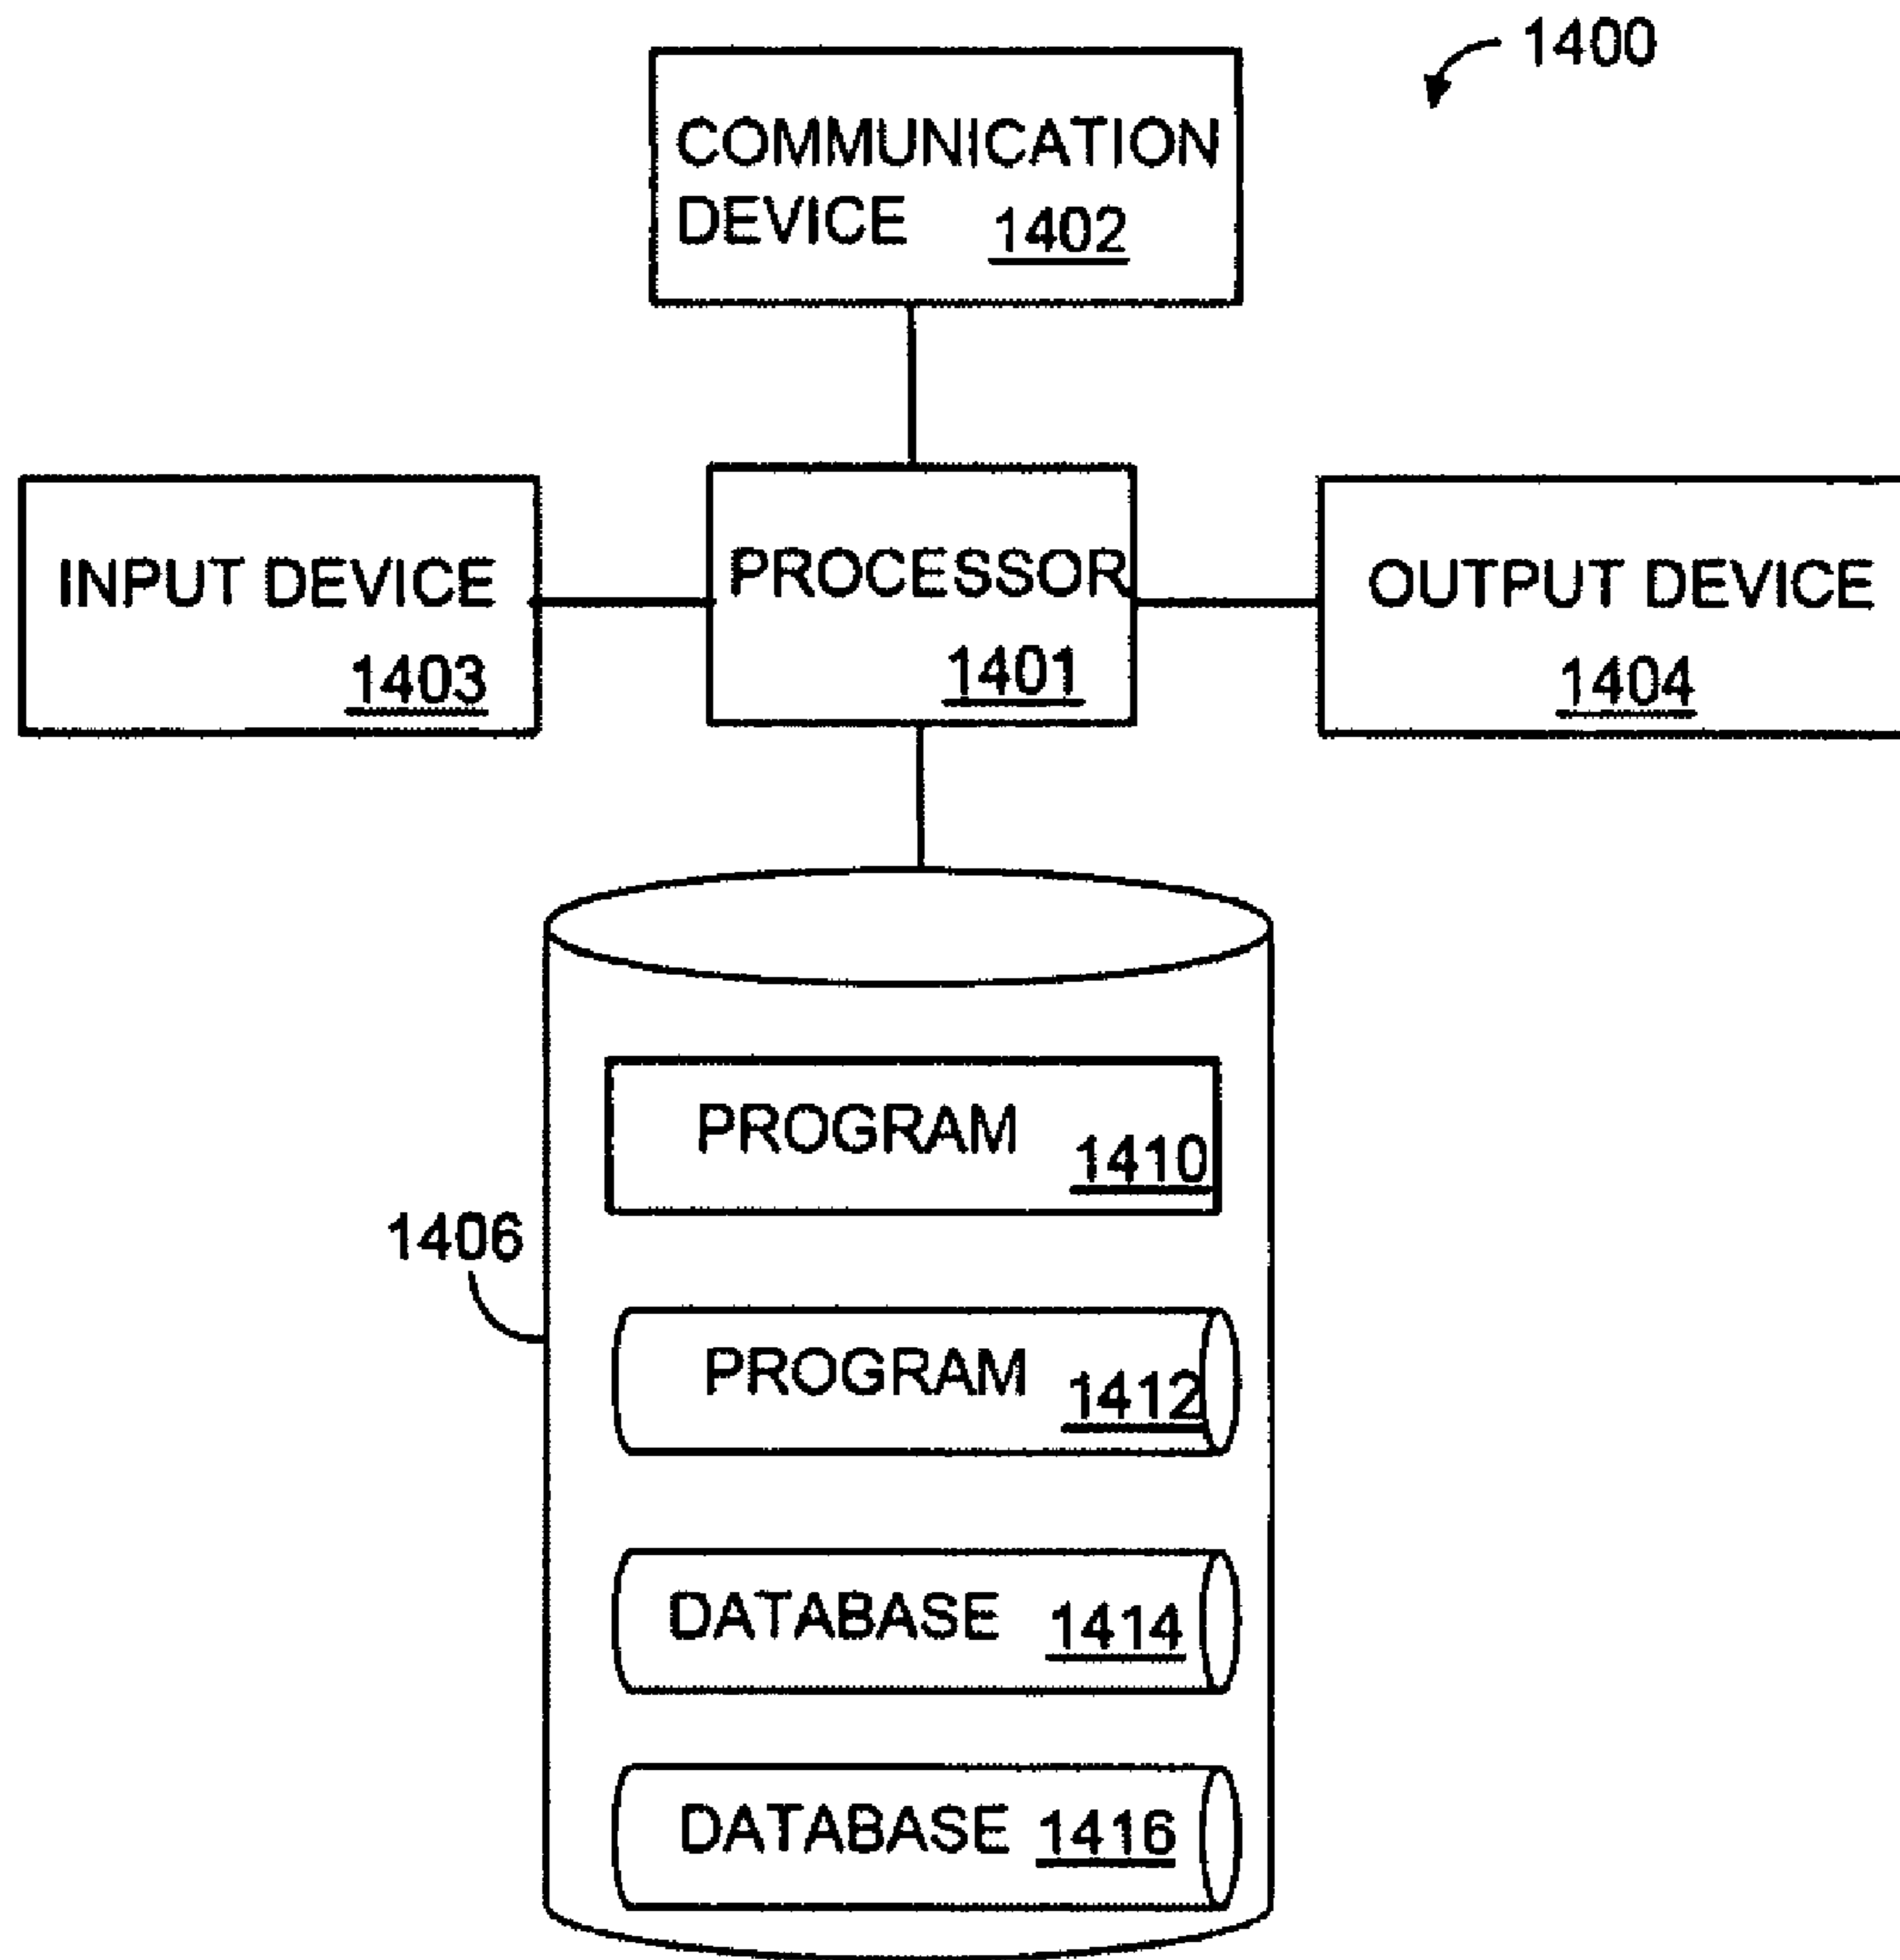 1400
COMMUNICATION
DEVICE 1402
INPUT DEVICE
1403
PROCESSOR
1401
OUTPUT DEVICE
1404
PROGRAM 1410
1406
PROGRAM 1412
DATABASE 1414
DATABASE 1416